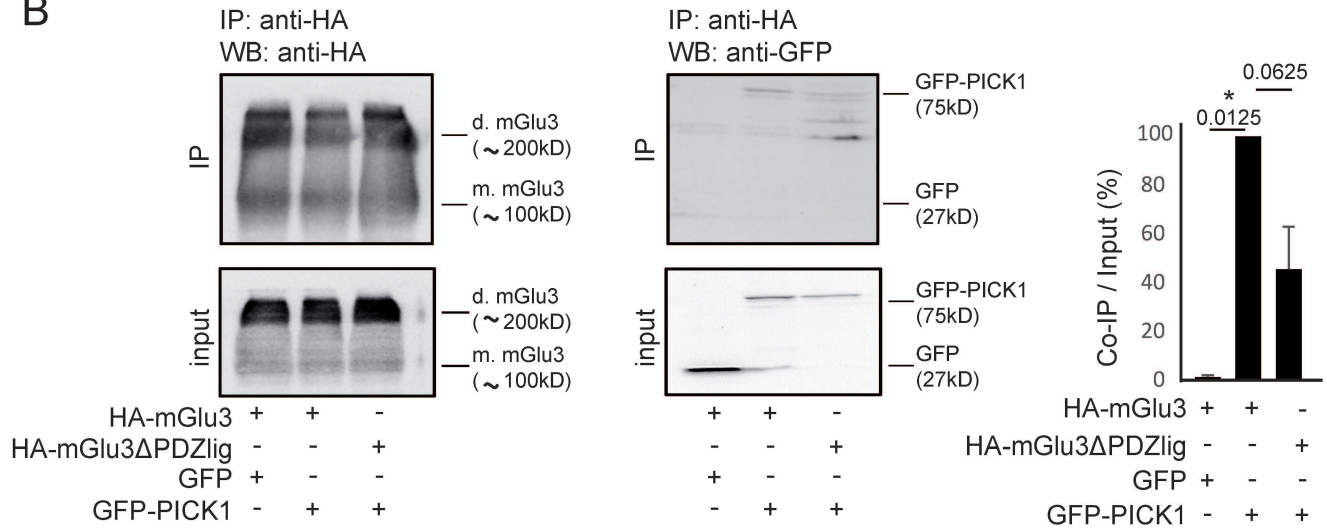 B
IP: anti-HA
WB: anti-HA
IP
d. mGlu3
(~200kD)
m. mGlu3
(~100kD)
input
d. mGlu3
(~200kD)
m. mGlu3
(~100kD)
IP: anti-HA
WB: anti-GFP
IP
GFP-PICK1
(75kD)
GFP
(27kD)
input
GFP-PICK1
(75kD)
GFP
(27kD)
HA-mGlu3 + + -
HA-mGlu3ΔPDZlig - - +
GFP + - -
GFP-PICK1 - + +
+ + -
- - +
+ - -
- + +
0.0625
*
0.0125
Co-IP / Input (%)
100
80
60
40
20
0
HA-mGlu3 + + -
HA-mGlu3ΔPDZlig - - +
GFP + - -
GFP-PICK1 - + +